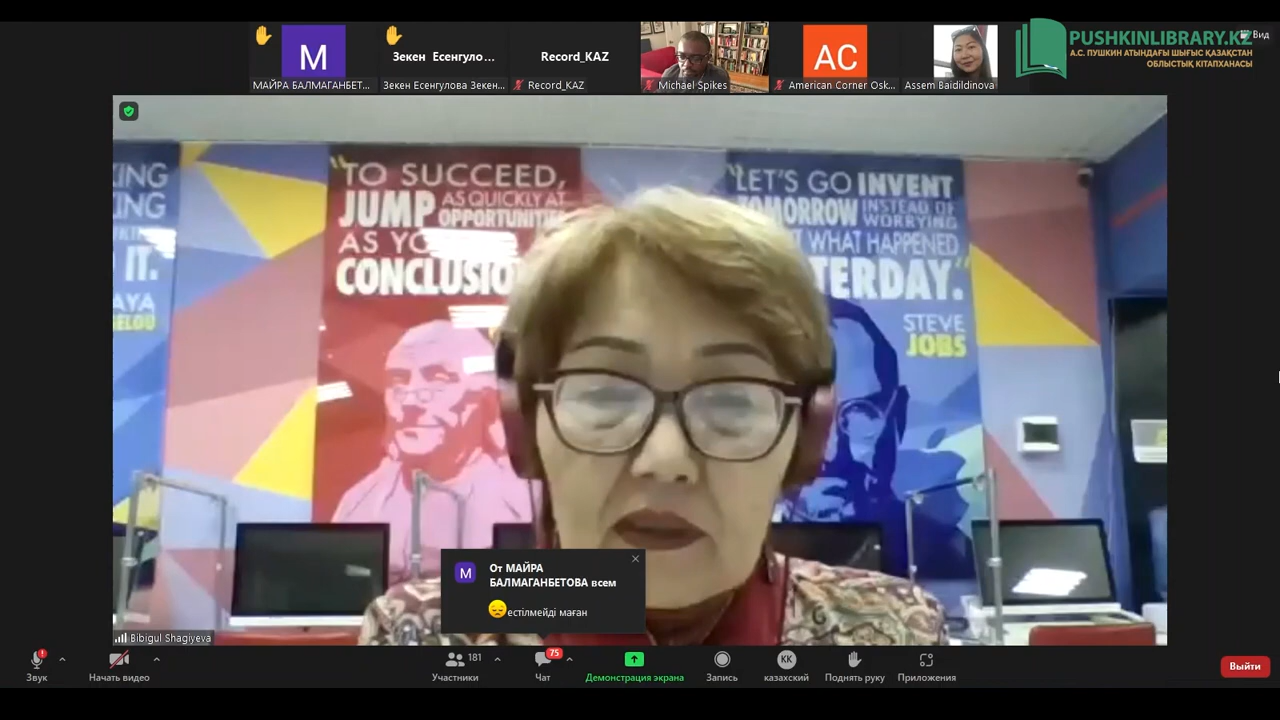 M
Зекен Есенгуло...
Record_KAZ
AC
МАЙРА БАЛМАГАНБЕТ...
Зекен Есенгулова Зекен...
Record_KAZ
Michael Spikes
American Corner Osk...
Assem Baidildinova
PUSHKINLIBRARY.KZ
А.С. ПУШКИН АТЫНДАҒЫ ШЫҒЫС ҚАЗАҚСТАН
ОБЛЫСТЫҚ КІТАПХАНАСЫ
Вид
KING
KING
IT.
AYA
GELOU
"TO SUCCEED,
JUMP AS QUICKLY AT
OPPORTUNITIE
AS YO
CONCLUSIO
"LET'S GO INVENT
TOMORROW INSTEAD OF
WORRYING
T WHAT HAPPENED
TERDAY."
STEVE
JOBS
M
От МАЙРА
БАЛМАГАНБЕТОВА всем
естілмейді маған
Bibigul Shagiyeva
Звук
Начать видео
181
Участники
75
Чат
Демонстрация экрана
Запись
КК
казахский
Поднять руку
Приложения
Выйти